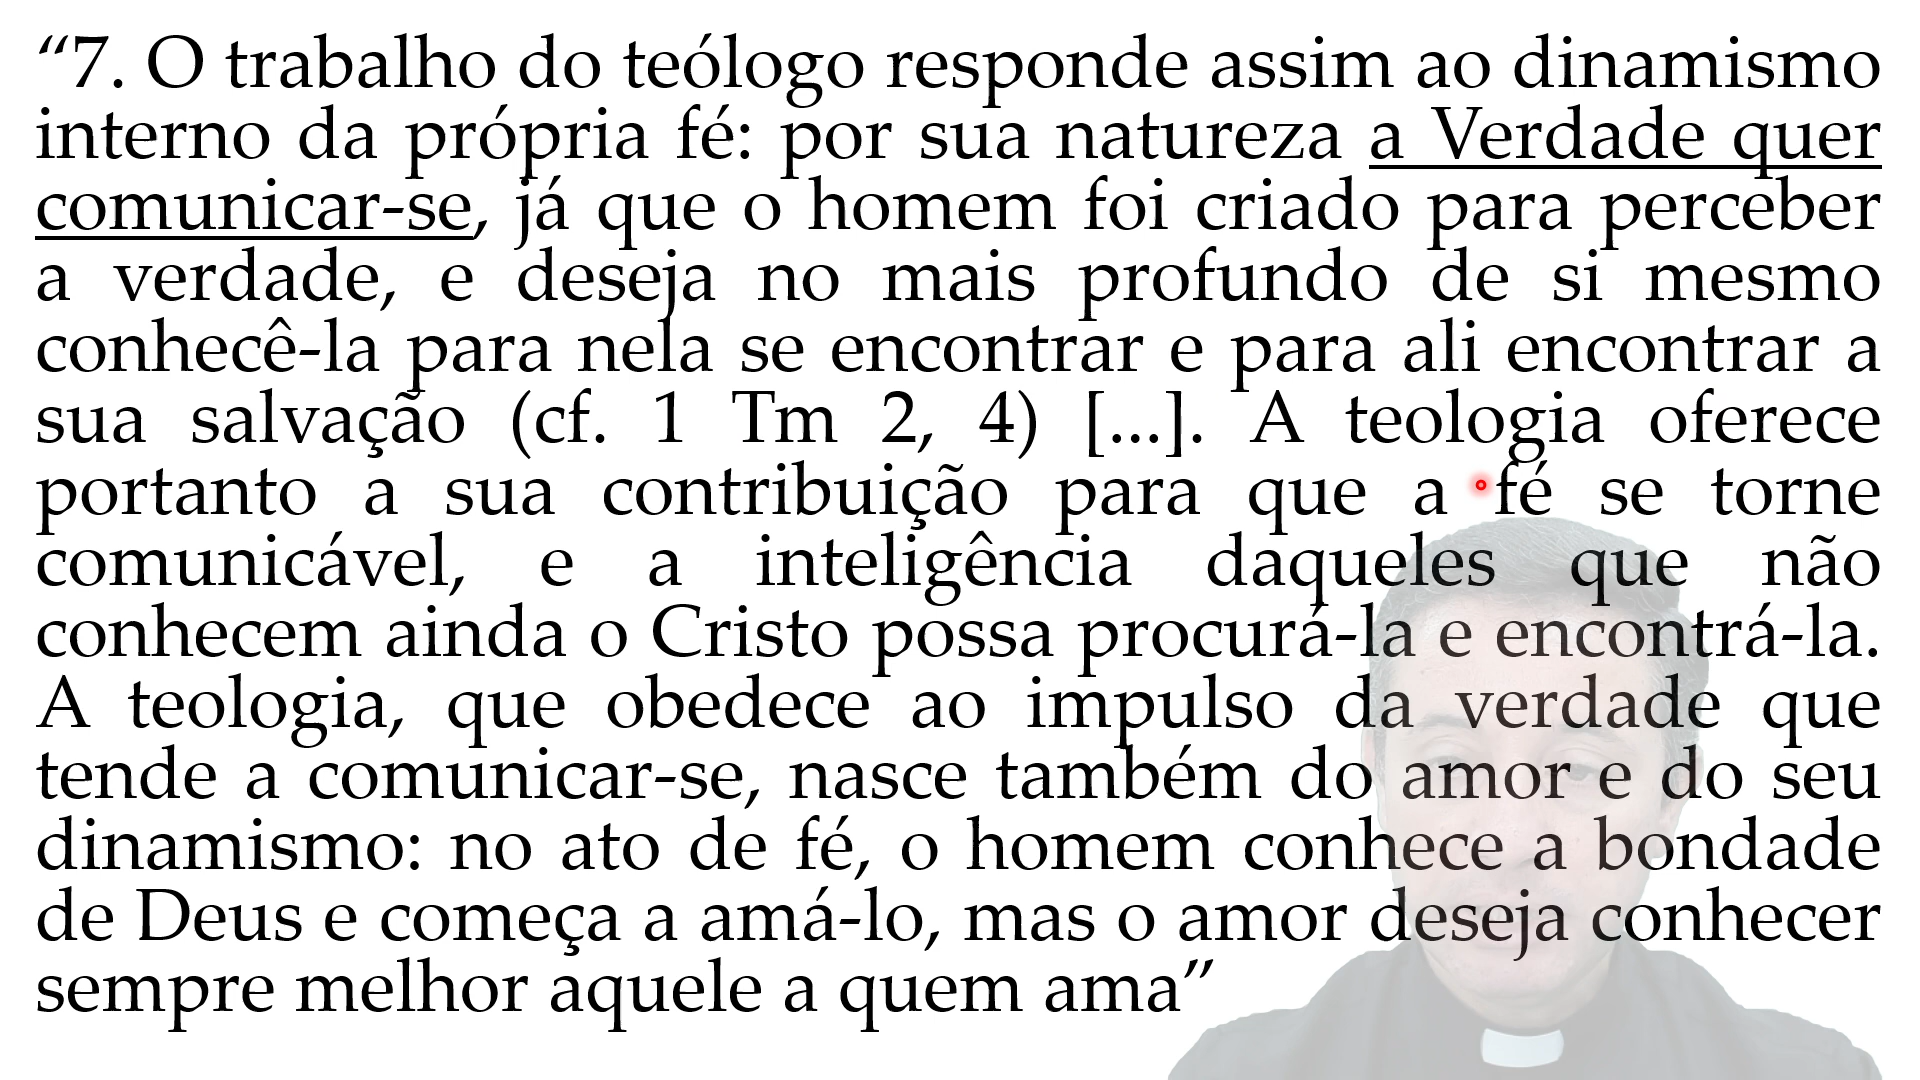 “7. O trabalho do teólogo responde assim ao dinamismo
interno da própria fé: por sua natureza a Verdade quer
comunicar-se, já que o homem foi criado para perceber
a verdade, e deseja no mais profundo de si mesmo
conhecê-la para nela se encontrar e para ali encontrar a
sua salvação (cf. 1 Tm 2, 4) [...]. A teologia oferece
portanto a sua contribuição para que a fé se torne
comunicável, e a inteligência daqueles que não
conhecem ainda o Cristo possa procurá-la e encontrá-la.
A teologia, que obedece ao impulso da verdade que
tende a comunicar-se, nasce também do amor e do seu
dinamismo: no ato de fé, o homem conhece a bondade
de Deus e começa a amá-lo, mas o amor deseja conhecer
sempre melhor aquele a quem ama”